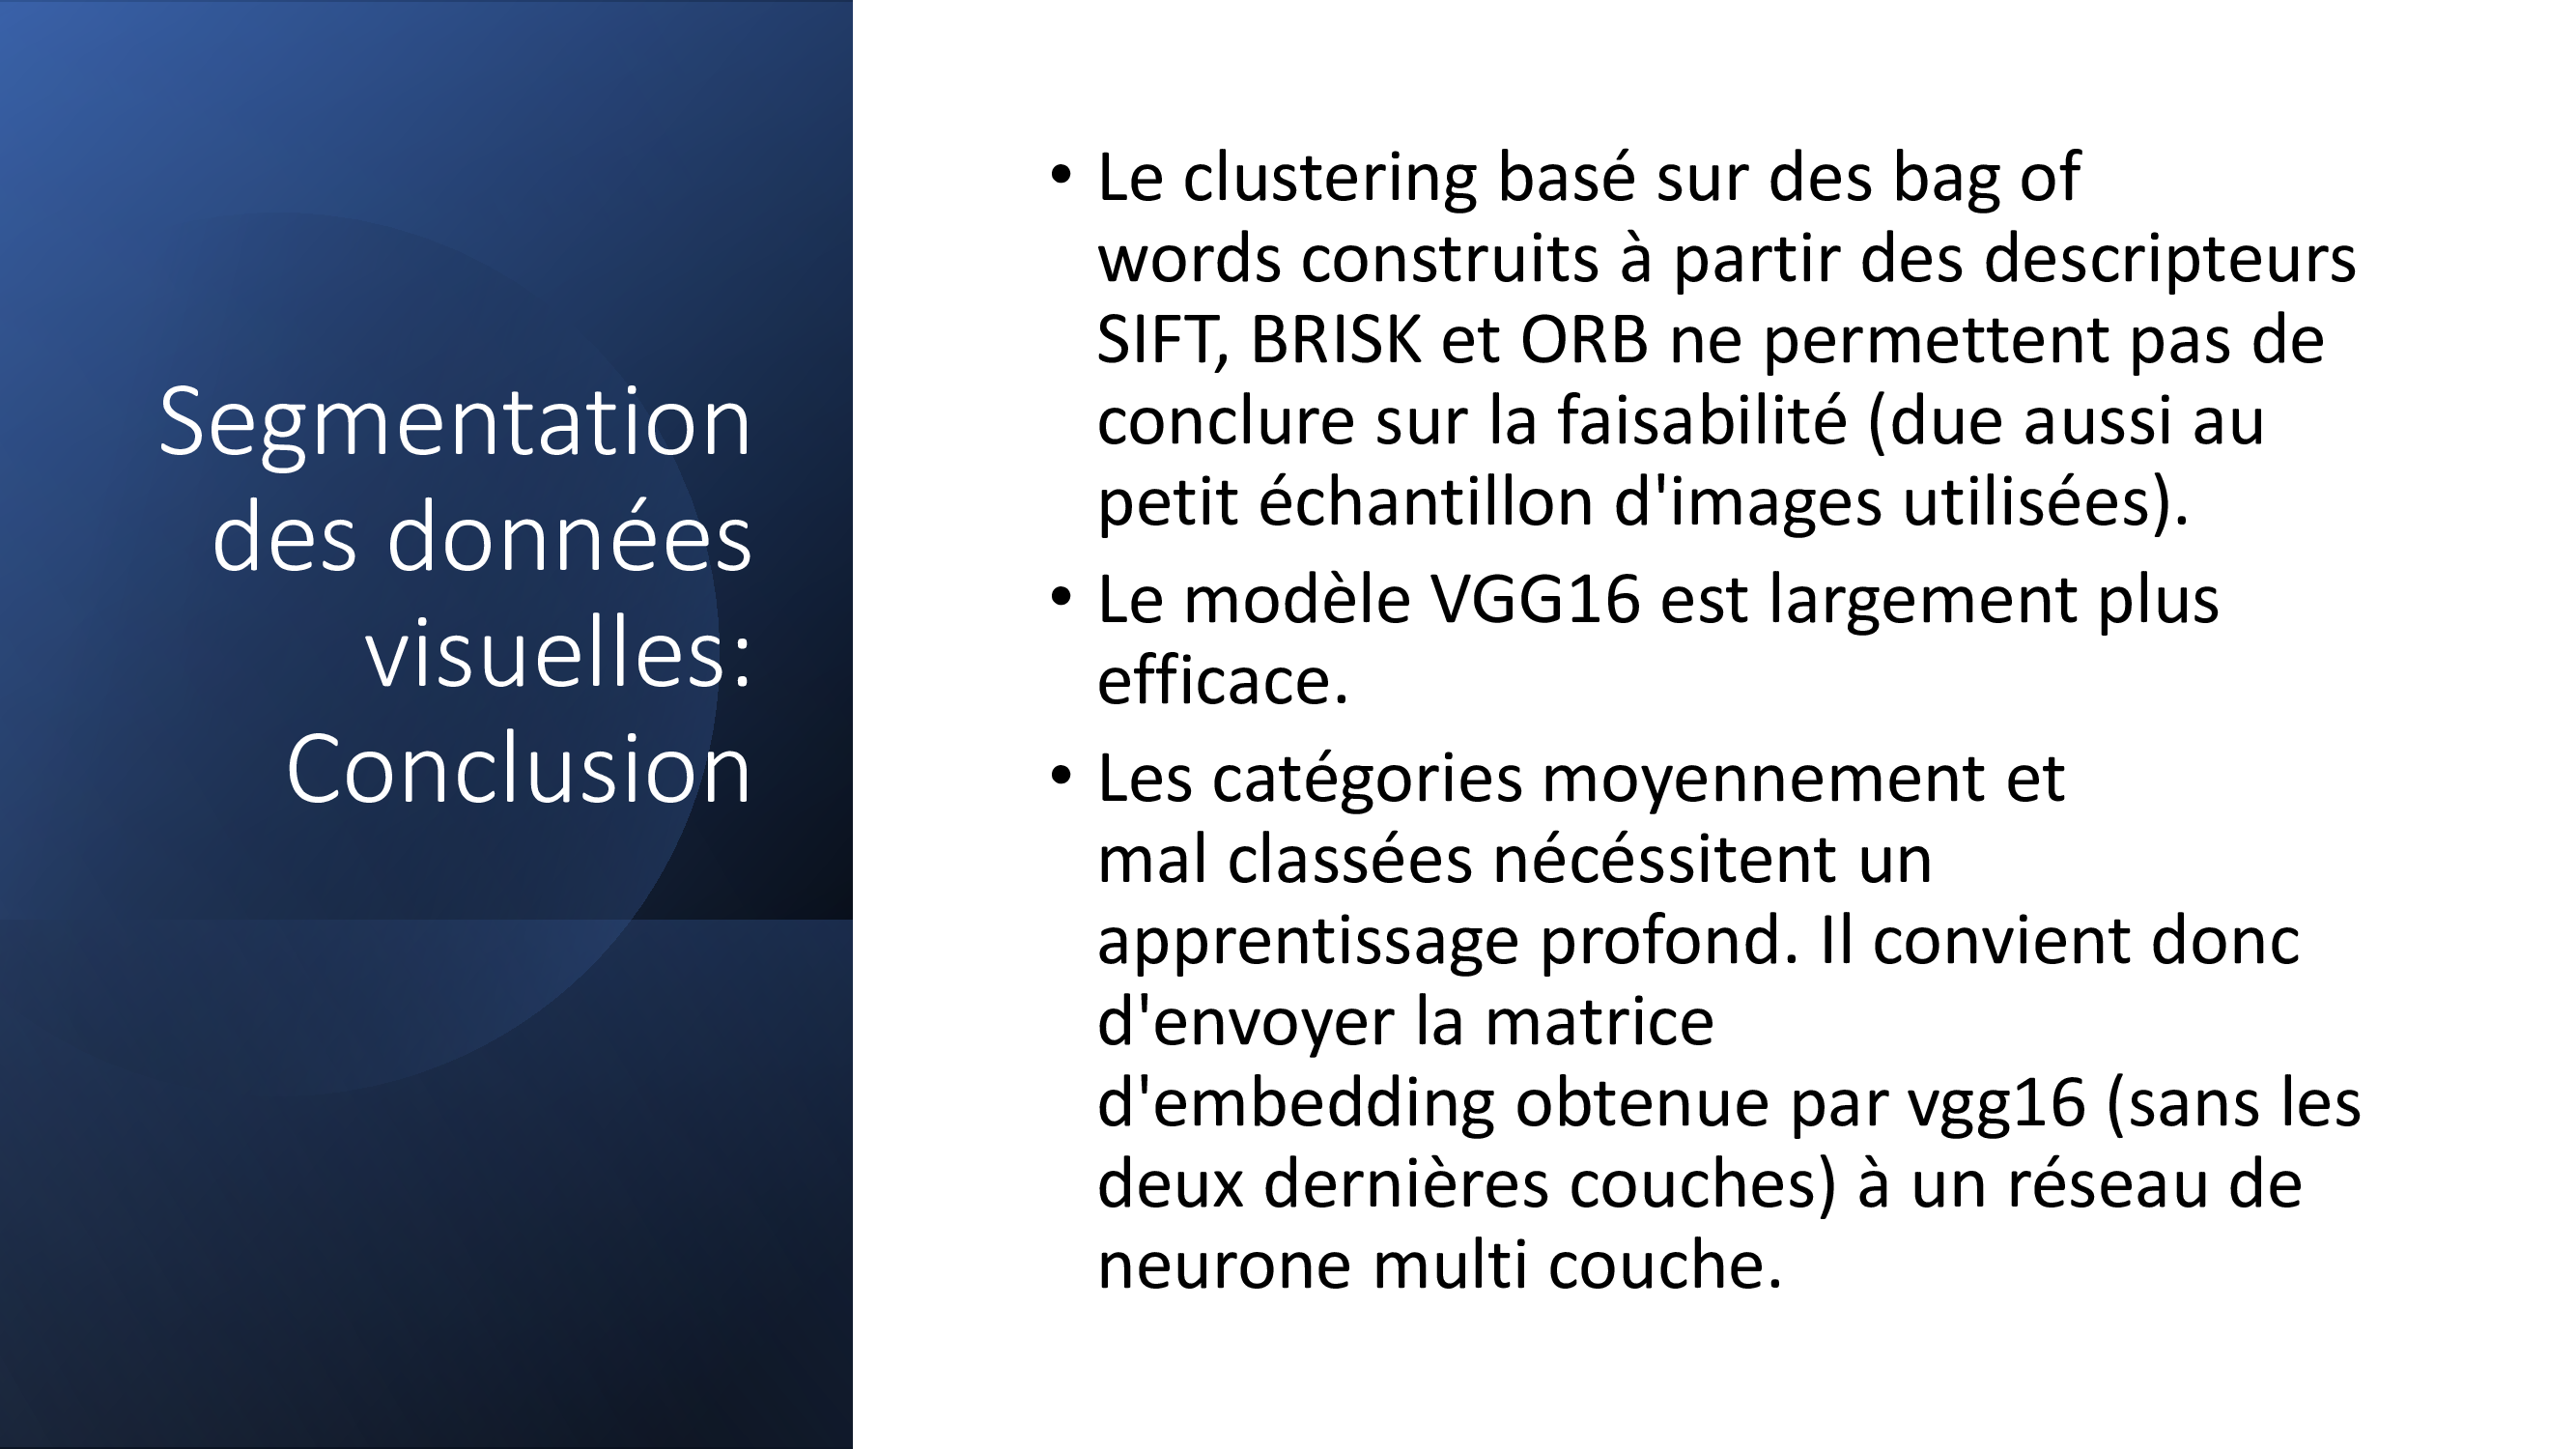 Segmentation
des données
visuelles:
Conclusion
• Le clustering basé sur des bag of
words construits à partir des descripteurs
SIFT, BRISK et ORB ne permettent pas de
conclure sur la faisabilité (due aussi au
petit échantillon d'images utilisées).
• Le modèle VGG16 est largement plus
efficace.
• Les catégories moyennement et
mal classées nécéssitent un
apprentissage profond. Il convient donc
d'envoyer la matrice
d'embedding obtenue par vgg16 (sans les
deux dernières couches) à un réseau de
neurone multi couche.